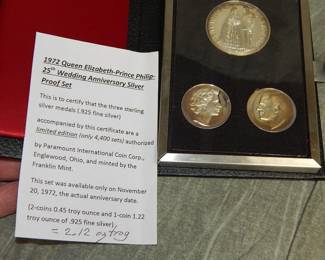 1972 Queen Elizabeth-Prince Philip:
25th Wedding Anniversary Silver
Proof Set
This is to certify that the three sterling
silver medals (.925 fine silver)
accompanied by this certificate are a
limited edition (only 4,400 sets) authorized
by Paramount International Coin Corp.,
Englewood, Ohio, and minted by the
Franklin Mint.
This set was available only on November
20, 1972, the actual anniversary date.
(2-coins 0.45 troy ounce and 1-coin 1.22
troy ounce of .925 fine silver)
= 2.12 oz troy